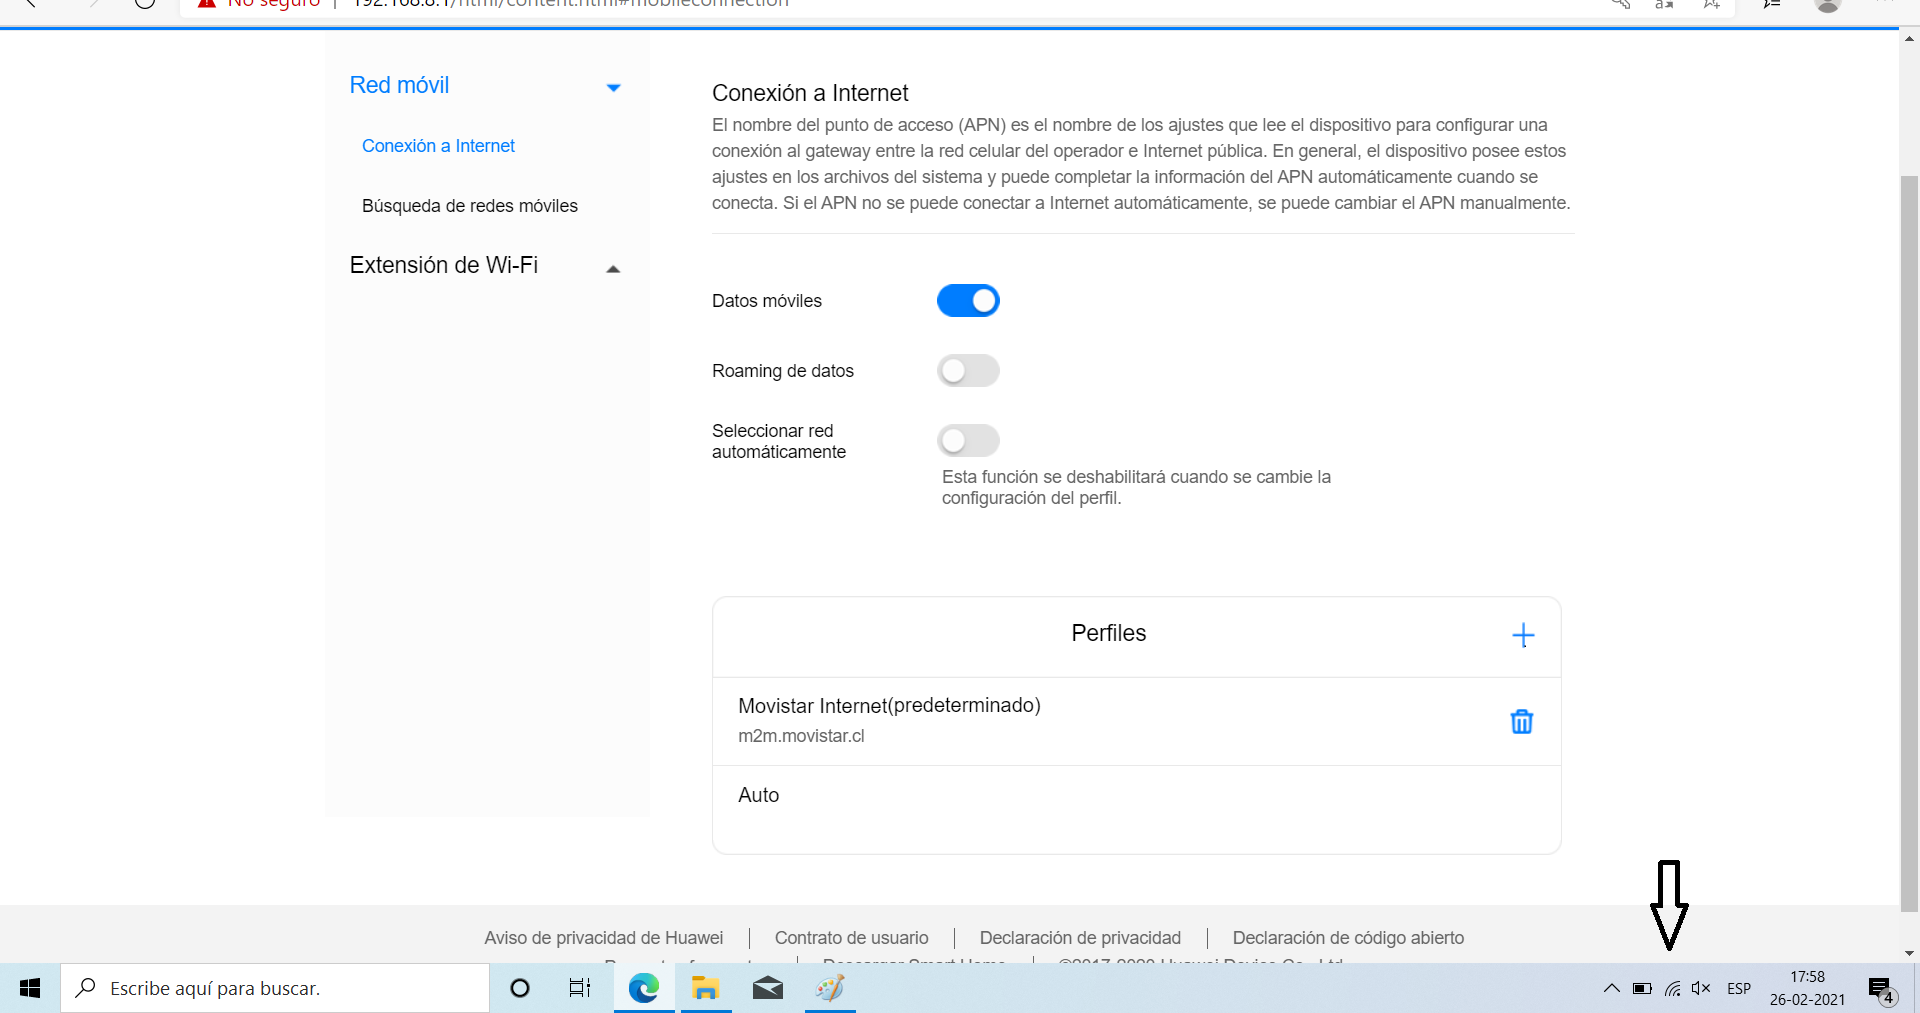 No seguro
192.168.8.1/html/content.html#mobileconnection
Red móvil
Conexión a Internet
Búsqueda de redes móviles
Extensión de Wi-Fi
Conexión a Internet
El nombre del punto de acceso (APN) es el nombre de los ajustes que lee el dispositivo para configurar una
conexión al gateway entre la red celular del operador e Internet pública. En general, el dispositivo posee estos
ajustes en los archivos del sistema y puede completar la información del APN automáticamente cuando se
conecta. Si el APN no se puede conectar a Internet automáticamente, se puede cambiar el APN manualmente.
Datos móviles
Roaming de datos
Seleccionar red
automáticamente
Esta función se deshabilitará cuando se cambie la
configuración del perfil.
Perfiles
Movistar Internet(predeterminado)
m2m.movistar.cl
Auto
Aviso de privacidad de Huawei
Contrato de usuario
Declaración de privacidad
Declaración de código abierto
Descargar Smart Home
©2017-2020 Huawei Device Co., Ltd.
Escribe aquí para buscar.
ESP
17:58
26-02-2021
4